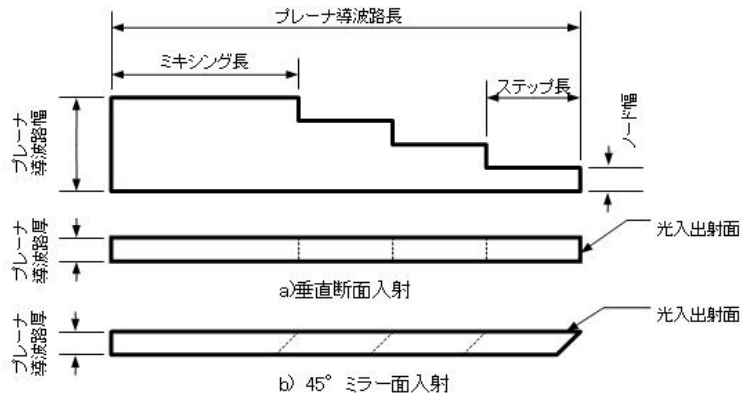 プレーナ導波路長
ミキシング長
ステップ長
プレーナ
導波路幅
ノード幅
プレーナ
導波路厚
光入出射面
a)垂直断面入射
プレーナ
導波路厚
光入出射面
b) 45° ミラー面入射